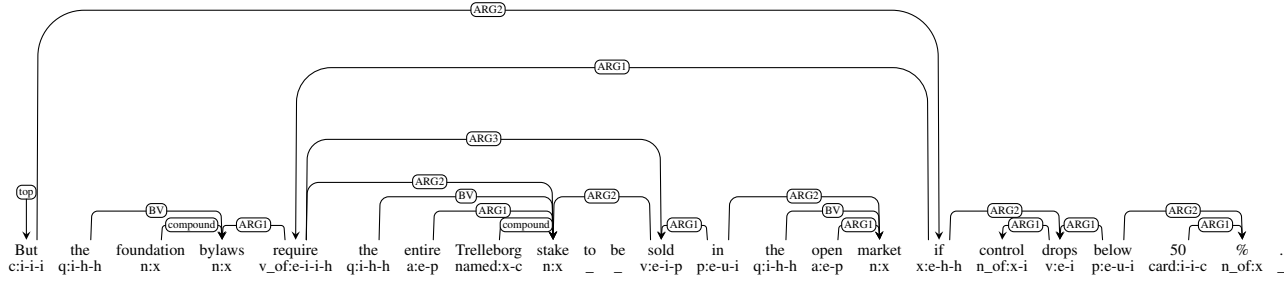 ARG2
ARG1
ARG3
top ARG2 BV ARG2 ARG2 ARG2 ARG2
BV compound ARG1 ARG1 compound ARG1 BV ARG1 ARG1 ARG1 ARG1
But the foundation bylaws require the entire Trelleborg stake to be sold in the open market if control drops below 50 % .
c:i-i-i q:i-h-h n:x n:x v_of:e-i-i-h q:i-h-h a:e-p named:x-c n:x _ _ v:e-i-p p:e-u-i q:i-h-h a:e-p n:x x:e-h-h n_of:x-i v:e-i p:e-u-i card:i-i-c n_of:x _